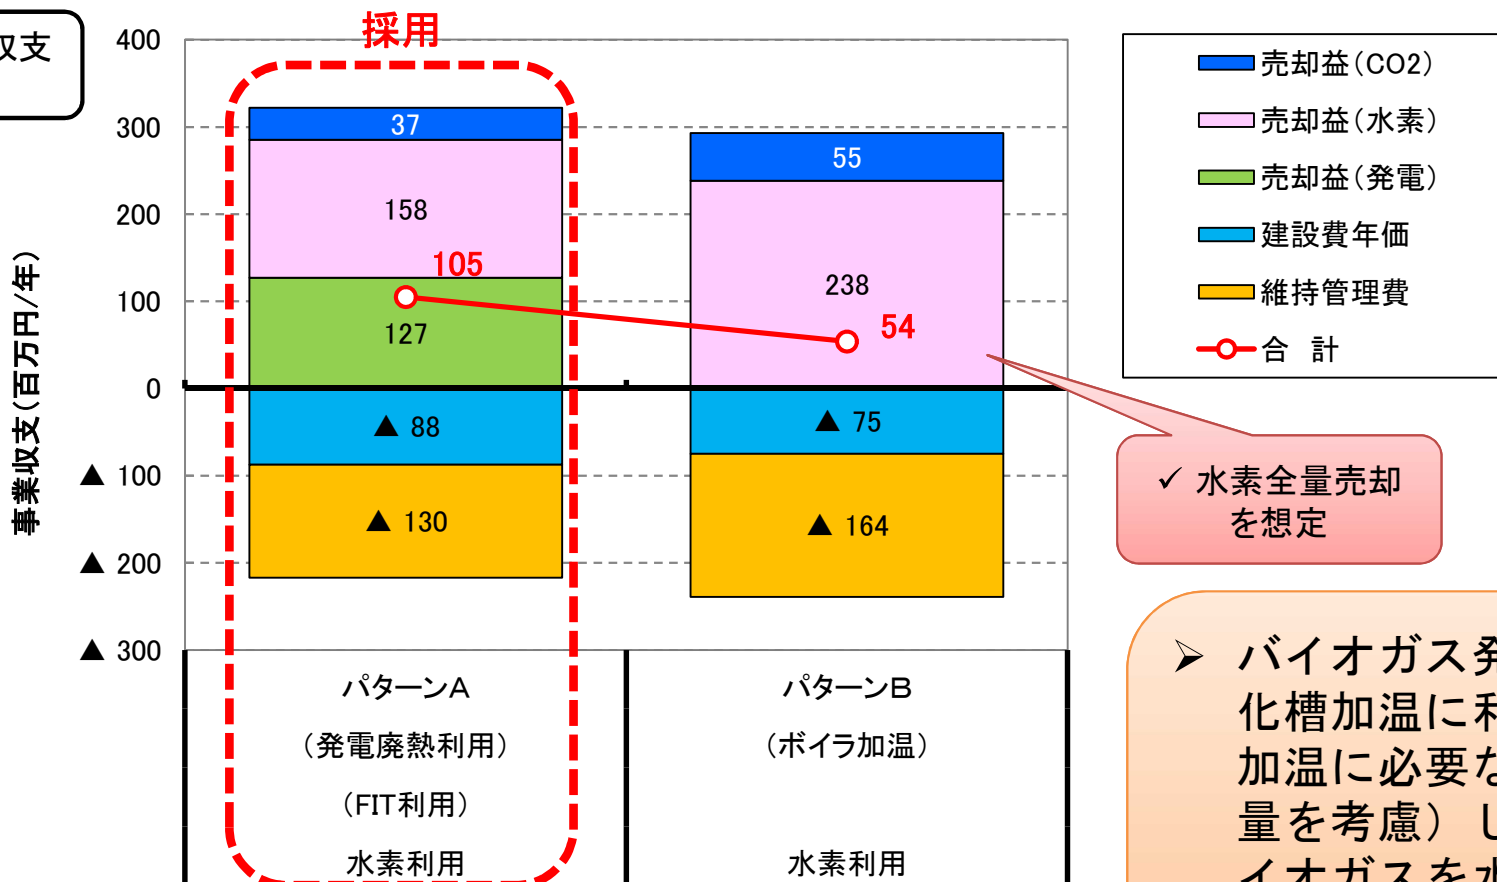 収支
採用
400
300
200
100
0
▲ 100
▲ 200
▲ 300
事業収支(百万円/年)
37
158
105
127
▲ 88
▲ 130
55
238
54
▲ 75
▲ 164
売却益(CO2)
売却益(水素)
売却益(発電)
建設費年価
維持管理費
合 計
✓ 水素全量売却
を想定
パターンA
(発電廃熱利用)
(FIT利用)
水素利用
パターンB
(ボイラ加温)
水素利用
➢ バイオガス発
化槽加温に利
加温に必要な
量を考慮)し
イオガスを水